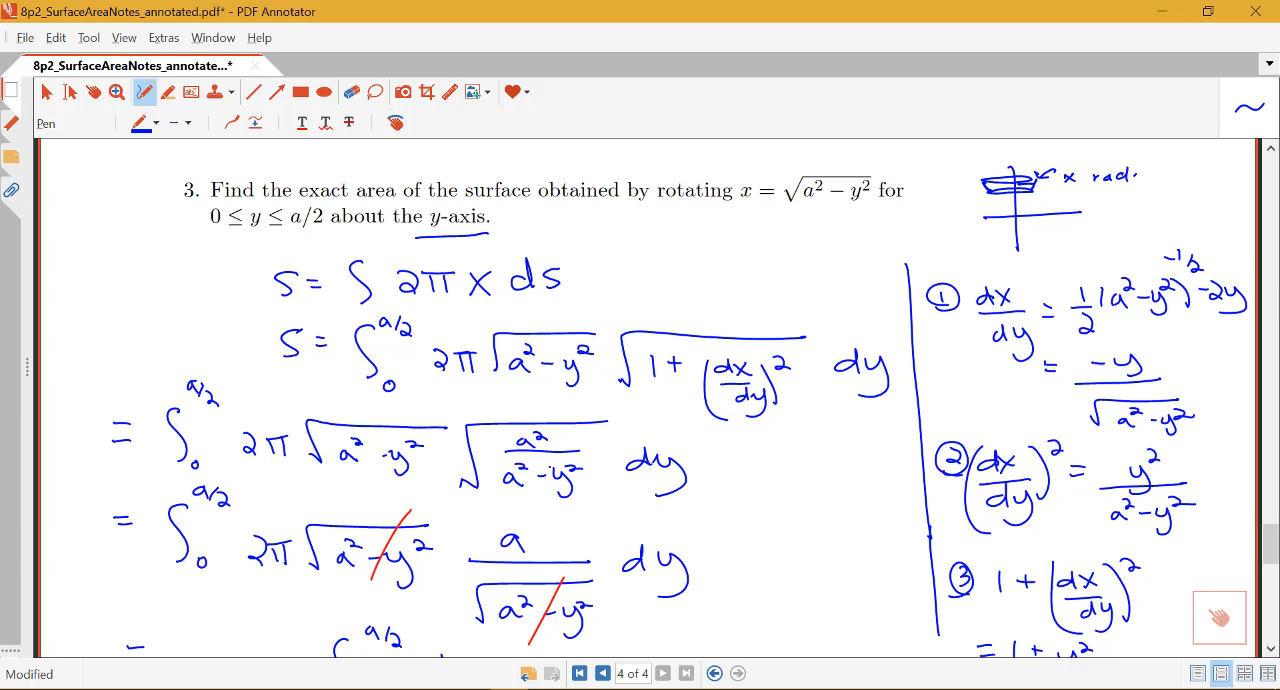 8p2_SurfaceAreaNotes_annotated.pdf* - PDF Annotator
File Edit Tool View Extras Window Help
8p2_SurfaceAreaNotes_annotate...*
Pen
3. Find the exact area of the surface obtained by rotating x = √(a² − y²) for
0 ≤ y ≤ a/2 about the y-axis.
x rad.
S = ∫ 2π x ds
S = ∫₀^(a/2) 2π √(a² − y²) √(1 + (dx/dy)²) dy
= ∫₀^(a/2) 2π √(a² − y²) √(a²/(a² − y²)) dy
= ∫₀^(a/2) 2π √(a² − y²) a/√(a² − y²) dy
= ∫ a/2
① dx/dy = 1/2 (a² − y²)^(-1/2) · −2y
= −y/√(a² − y²)
② (dx/dy)² = y²/(a² − y²)
③ 1 + (dx/dy)²
= 1 + y²
Modified
4 of 4